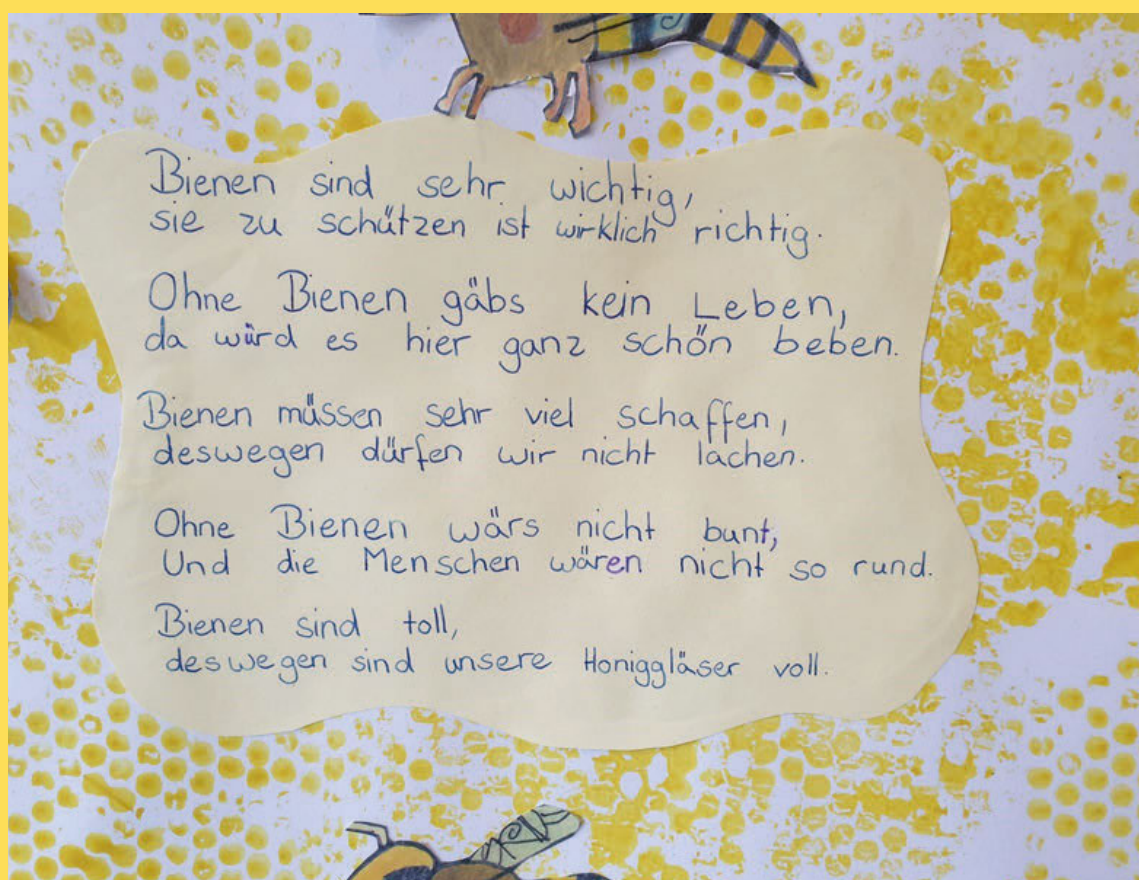 Bienen sind sehr wichtig,
sie zu schützen ist wirklich richtig.
Ohne Bienen gäbs kein Leben,
da würd es hier ganz schön beben.
Bienen müssen sehr viel schaffen,
deswegen dürfen wir nicht lachen.
Ohne Bienen wärs nicht bunt,
Und die Menschen wären nicht so rund.
Bienen sind toll,
deswegen sind unsere Honiggläser voll.